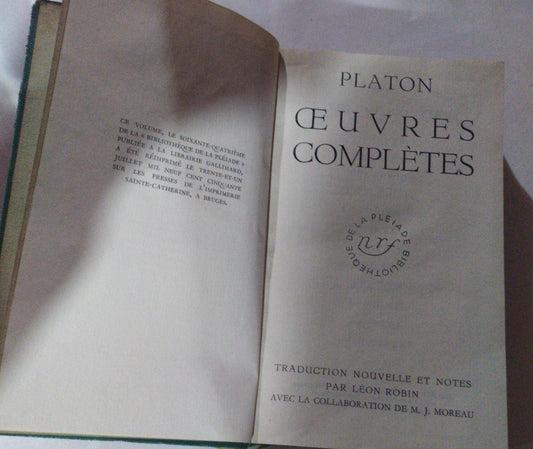 CE VOLUME, LE SOIXANTE-QUATRIÈME
DE LA « BIBLIOTHÈQUE DE LA PLÉIADE »
PUBLIÉE A LA LIBRAIRIE GALLIMARD,
A ÉTÉ RÉIMPRIMÉ LE TRENTE-ET-UN
JUILLET MIL NEUF CENT CINQUANTE
SUR LES PRESSES DE L'IMPRIMERIE
SAINTE-CATHERINE, A BRUGES.
PLATON
ŒUVRES
COMPLÈTES
BIBLIOTHÈQUE DE LA PLÉIADE
nrf
TRADUCTION NOUVELLE ET NOTES
PAR LÉON ROBIN
AVEC LA COLLABORATION DE M. J. MOREAU